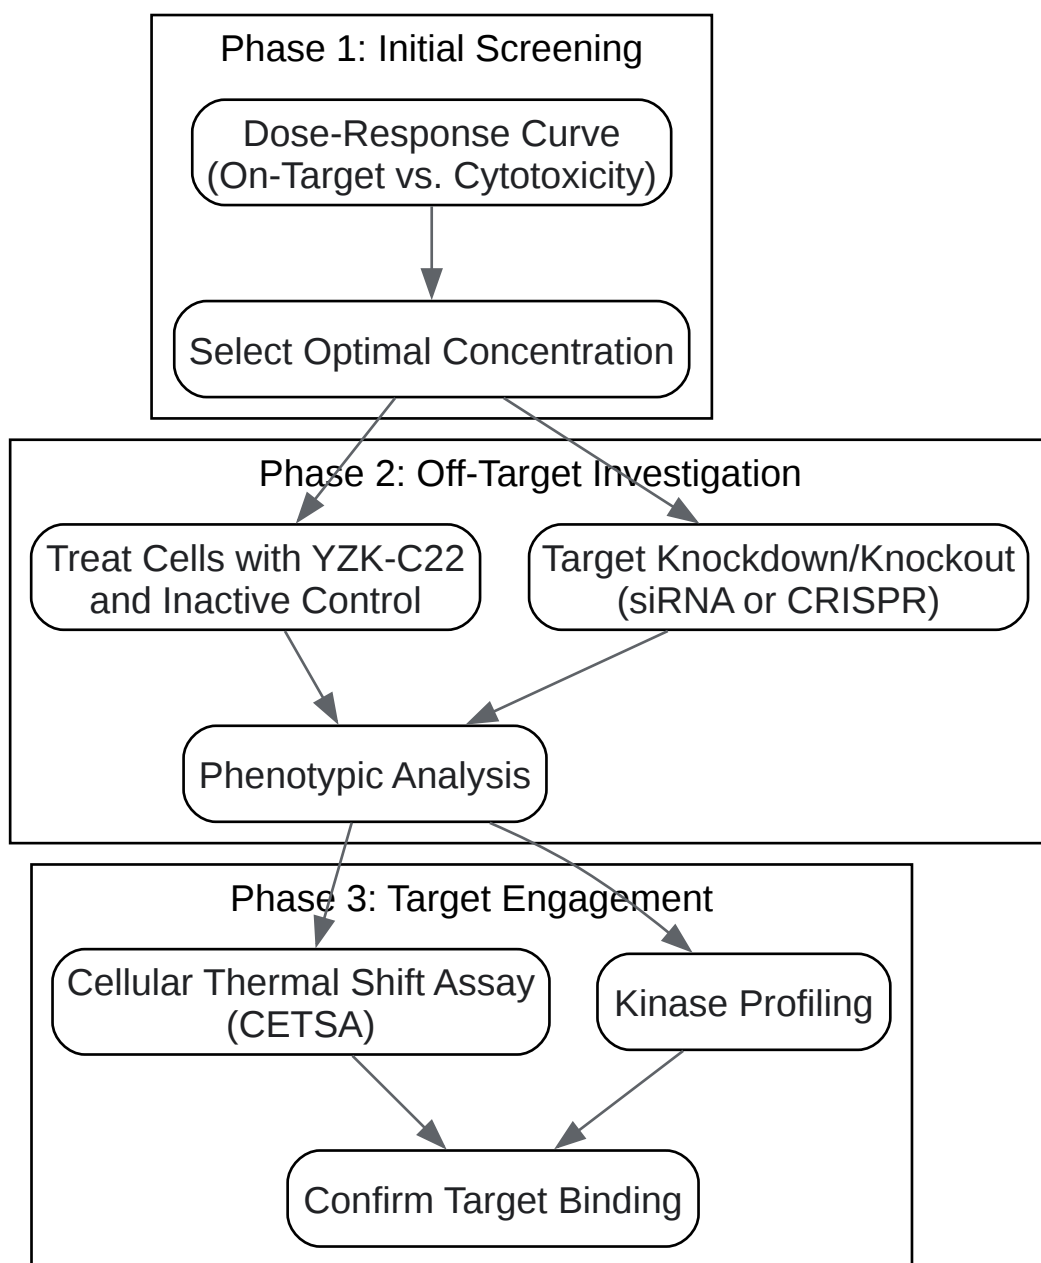 Phase 1: Initial Screening
Dose-Response Curve
(On-Target vs. Cytotoxicity)
Select Optimal Concentration
Phase 2: Off-Target Investigation
Treat Cells with YZK-C22
and Inactive Control
Target Knockdown/Knockout
(siRNA or CRISPR)
Phenotypic Analysis
Phase 3: Target Engagement
Cellular Thermal Shift Assay
(CETSA)
Kinase Profiling
Confirm Target Binding